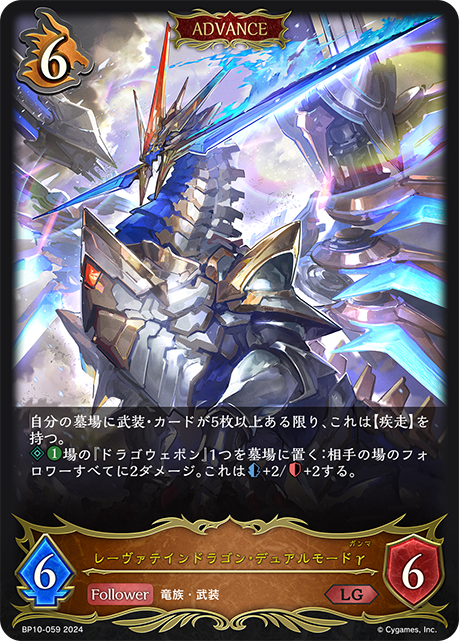 ADVANCE
6
自分の墓場に武装・カードが5枚以上ある限り、これは【疾走】を
持つ。
1場の『ドラゴウェポン』1つを墓場に置く：相手の場のフォ
ロワーすべてに2ダメージ。これは+2/+2する。
ガンマ
レーヴァテインドラゴン・デュアルモードγ
6
Follower 竜族・武装 LG
6
BP10-059 2024 © Cygames, Inc.